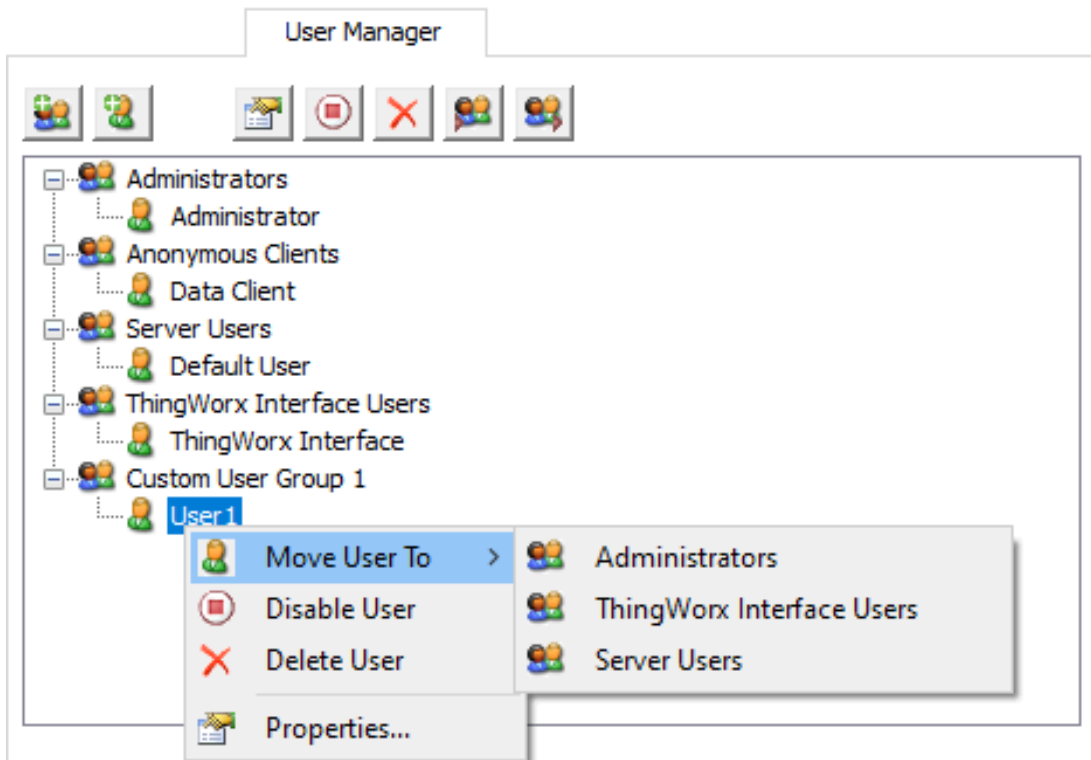 User Manager
Administrators
Administrator
Anonymous Clients
Data Client
Server Users
Default User
ThingWorx Interface Users
ThingWorx Interface
Custom User Group 1
User1
Move User To
Administrators
Disable User
ThingWorx Interface Users
Delete User
Server Users
Properties...